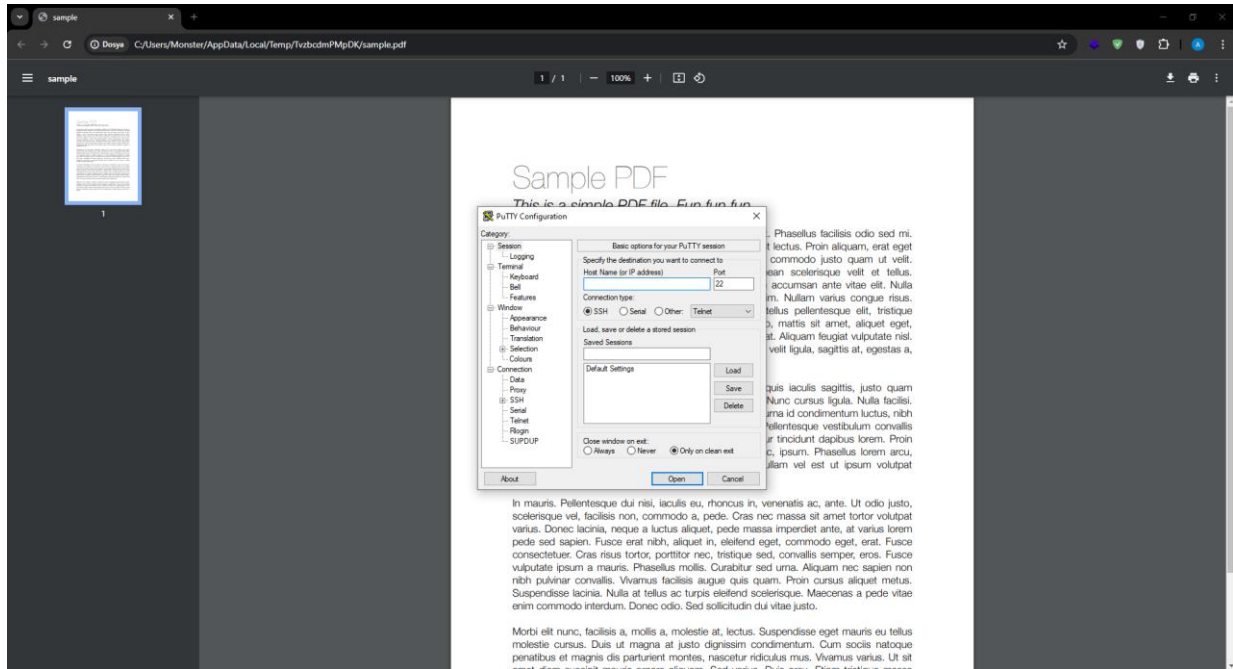 sample
Dosya
C:/Users/Monster/AppData/Local/Temp/TvzbcdmPMpDK/sample.pdf
sample
1 / 1
100%
1
Sample PDF
This is a simple PDF file. Fun fun fun.
PuTTY Configuration
Category:
Session
Logging
Terminal
Keyboard
Bell
Features
Window
Appearance
Behaviour
Translation
Selection
Colours
Connection
Data
Proxy
SSH
Serial
Telnet
Rlogin
SUPDUP
Basic options for your PuTTY session
Specify the destination you want to connect to
Host Name (or IP address)
Port
22
Connection type:
SSH
Serial
Other:
Telnet
Load, save or delete a stored session
Saved Sessions
Default Settings
Load
Save
Delete
Close window on exit:
Always
Never
Only on clean exit
About
Open
Cancel
. Phasellus facilisis odio sed mi.
t lectus. Proin aliquam, erat eget
commodo justo quam ut velit.
ean scelerisque velit et tellus.
accumsan ante vitae elit. Nulla
m. Nullam varius congue risus.
tellus pellentesque elit, tristique
mattis sit amet, aliquet eget,
at. Aliquam feugiat vulputate nisl.
velit ligula, sagittis at, egestas a,
quis iaculis sagittis, justo quam
Nunc cursus ligula. Nulla facilisi.
urna id condimentum luctus, nibh
Pellentesque vestibulum convallis
ur tincidunt dapibus lorem. Proin
c, ipsum. Phasellus lorem arcu,
ullam vel est ut ipsum volutpat
In mauris. Pellentesque dui nisi, iaculis eu, rhoncus in, venenatis ac, ante. Ut odio justo,
scelerisque vel, facilisis non, commodo a, pede. Cras nec massa sit amet tortor volutpat
varius. Donec lacinia, neque a luctus aliquet, pede massa imperdiet ante, at varius lorem
pede sed sapien. Fusce erat nibh, aliquet in, eleifend eget, commodo eget, erat. Fusce
consectetuer. Cras risus tortor, porttitor nec, tristique sed, convallis semper, eros. Fusce
vulputate ipsum a mauris. Phasellus mollis. Curabitur sed urna. Aliquam nec sapien non
nibh pulvinar convallis. Vivamus facilisis augue quis quam. Proin cursus aliquet metus.
Suspendisse lacinia. Nulla at tellus ac turpis eleifend scelerisque. Maecenas a pede vitae
enim commodo interdum. Donec odio. Sed sollicitudin dui vitae justo.
Morbi elit nunc, facilisis a, mollis a, molestie at, lectus. Suspendisse eget mauris eu tellus
molestie cursus. Duis ut magna at justo dignissim condimentum. Cum sociis natoque
penatibus et magnis dis parturient montes, nascetur ridiculus mus. Vivamus varius. Ut sit